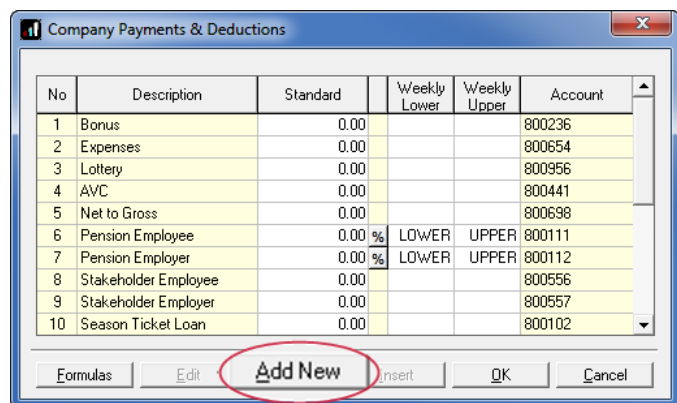 Company Payments & Deductions
x
No Description Standard Weekly Lower Weekly Upper Account
1 Bonus 0.00 800236
2 Expenses 0.00 800654
3 Lottery 0.00 800956
4 AVC 0.00 800441
5 Net to Gross 0.00 800698
6 Pension Employee 0.00 % LOWER UPPER 800111
7 Pension Employer 0.00 % LOWER UPPER 800112
8 Stakeholder Employee 0.00 800556
9 Stakeholder Employer 0.00 800557
10 Season Ticket Loan 0.00 800102
Formulas Edit Add New Insert OK Cancel